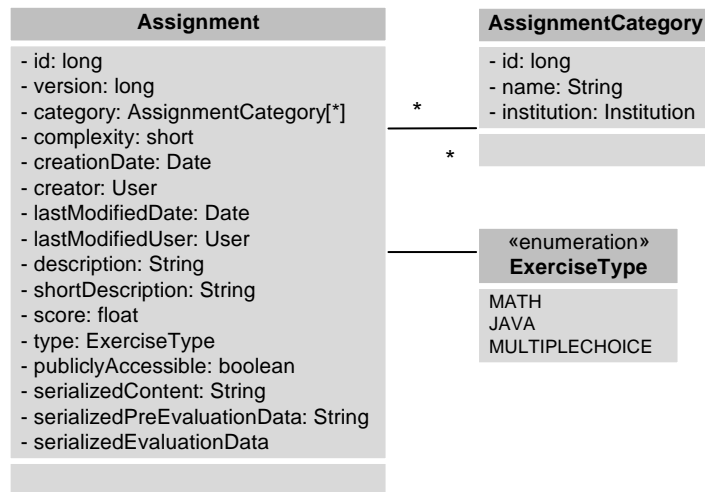 Assignment
- id: long
- version: long
- category: AssignmentCategory[*]
- complexity: short
- creationDate: Date
- creator: User
- lastModifiedDate: Date
- lastModifiedUser: User
- description: String
- shortDescription: String
- score: float
- type: ExerciseType
- publiclyAccessible: boolean
- serializedContent: String
- serializedPreEvaluationData: String
- serializedEvaluationData
*
*
AssignmentCategory
- id: long
- name: String
- institution: Institution
«enumeration»
ExerciseType
MATH
JAVA
MULTIPLECHOICE